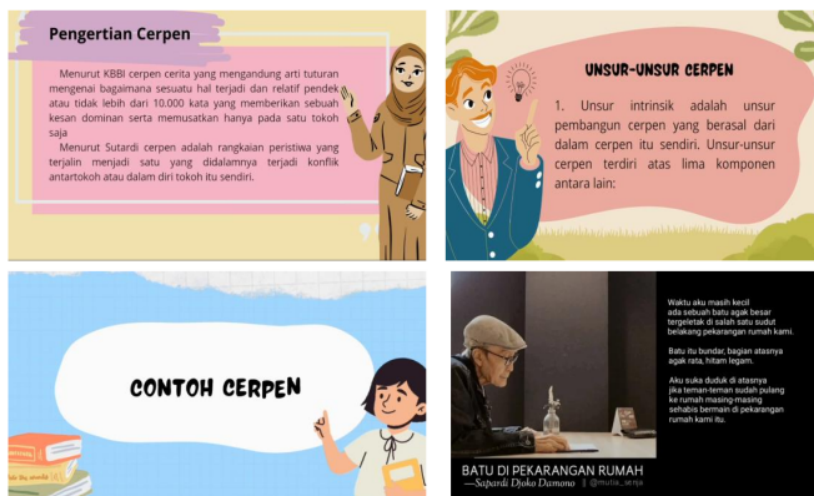 Pengertian Cerpen
Menurut KBBI cerpen cerita yang mengandung arti tuturan
mengenai bagaimana sesuatu hal terjadi dan relatif pendek
atau tidak lebih dari 10.000 kata yang memberikan sebuah
kesan dominan serta memusatkan hanya pada satu tokoh
saja
Menurut Sutardi cerpen adalah rangkaian peristiwa yang
terjalin menjadi satu yang didalamnya terjadi konflik
antartokoh atau dalam diri tokoh itu sendiri.
UNSUR-UNSUR CERPEN
1. Unsur intrinsik adalah unsur
pembangun cerpen yang berasal dari
dalam cerpen itu sendiri. Unsur-unsur
cerpen terdiri atas lima komponen
antara lain:
CONTOH CERPEN
Waktu aku masih kecil
ada sebuah batu agak besar
tergeletak di salah satu sudut
belakang pekarangan rumah kami.
Batu itu bundar, bagian atasnya
agak rata, hitam legam.
Aku suka duduk di atasnya
jika teman-teman sudah pulang
ke rumah masing-masing
sehabis bermain di pekarangan
rumah kami itu.
BATU DI PEKARANGAN RUMAH
—Sapardi Djoko Damono || @mutia_senja